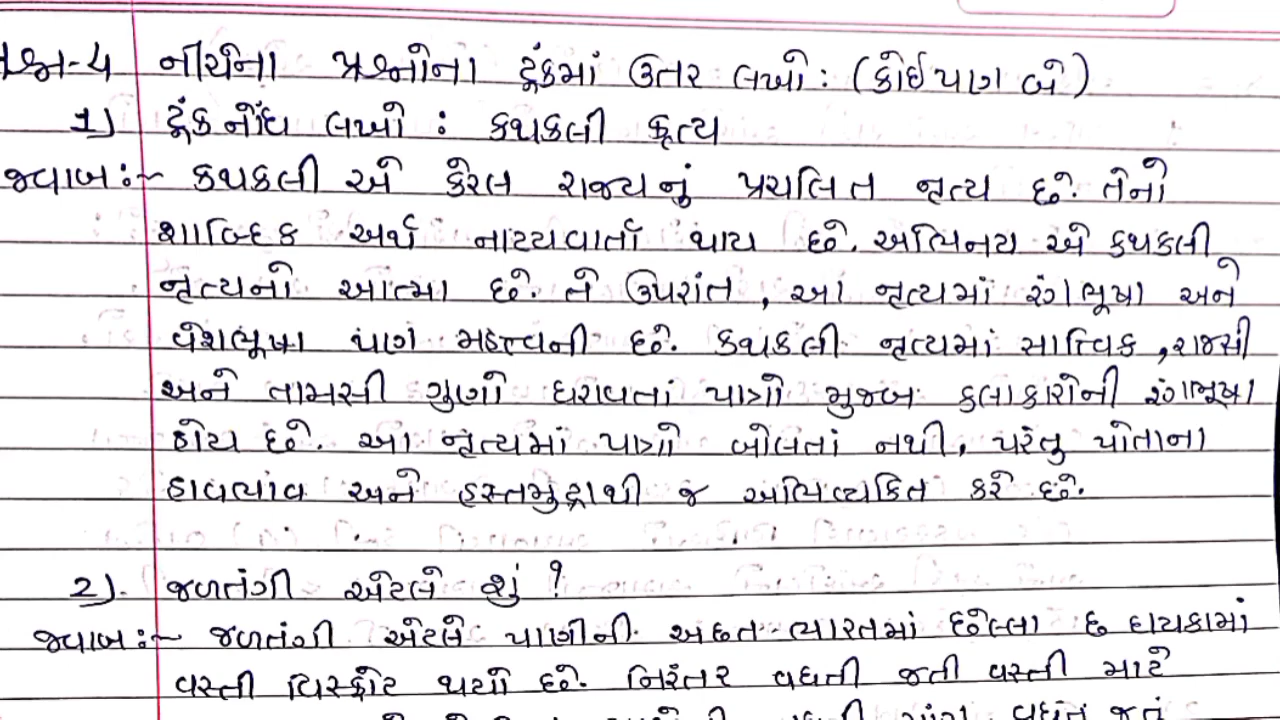 પ્રશ્ન-4 નીચેના પ્રશ્નોના ટૂંકમાં ઉતર લખો : (કોઈપણ બે)
1) ટૂંકનોંધ લખો : કથકલી નૃત્ય
જવાબ :- કથકલી એ કેરલ રાજ્યનું પ્રચલિત નૃત્ય છે. તેનો
શાબ્દિક અર્થ નાટ્યવાર્તા થાય છે. અભિનય એ કથકલી
નૃત્યનો આત્મા છે. તે ઉપરાંત , આ નૃત્યમાં રંગભૂષા અને
વેશભૂષા પણ મહત્ત્વની છે. કથકલી નૃત્યમાં સાત્ત્વિક , રાજસી
અને તામસી ગુણો ધરાવતાં પાત્રો મુજબ કલાકારોની રંગભૂષા
હોય છે. આ નૃત્યમાં પાત્રો બોલતાં નથી, પરંતુ પોતાના
હાવભાવ અને હસ્તમુદ્રાથી જ અભિવ્યકિત કરે છે.
2). જળતંગી એટલે શું ?
જવાબ :- જળતંગી એટલે પાણીની અછત ભારતમાં છેલ્લા છ દાયકામાં
વસ્તી વિસ્ફોટ થયો છે. નિરંતર વધતી જતી વસ્તી માટે